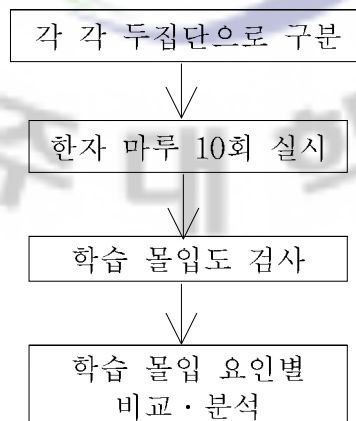 각 각 두집단으로 구분
한자 마루 10회 실시
학습 몰입도 검사
학습 몰입 요인별
비교·분석